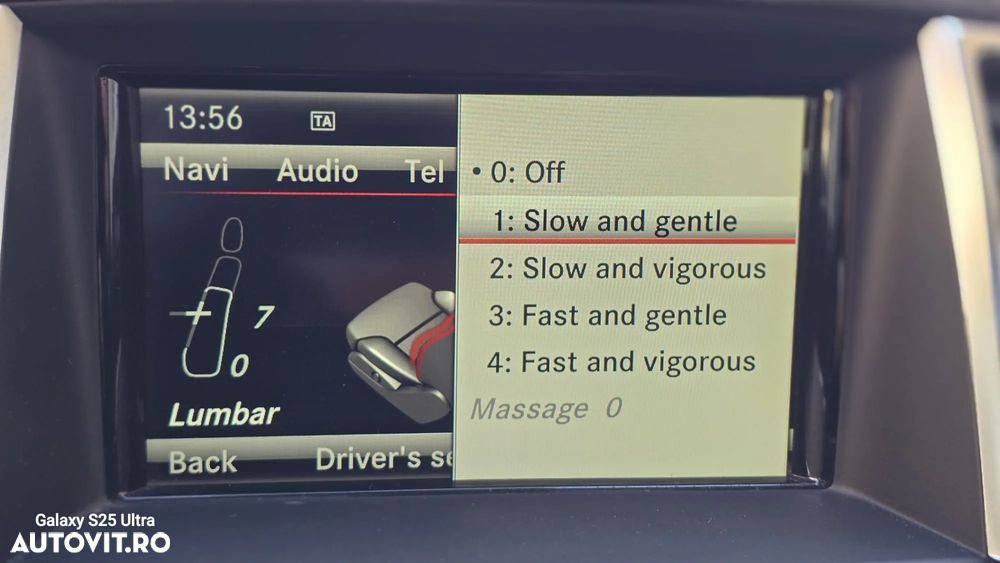 13:56 TA
Navi Audio Tel
7
0
Lumbar
Back Driver's se
• 0: Off
1: Slow and gentle
2: Slow and vigorous
3: Fast and gentle
4: Fast and vigorous
Massage 0
Galaxy S25 Ultra
AUTOVIT.RO